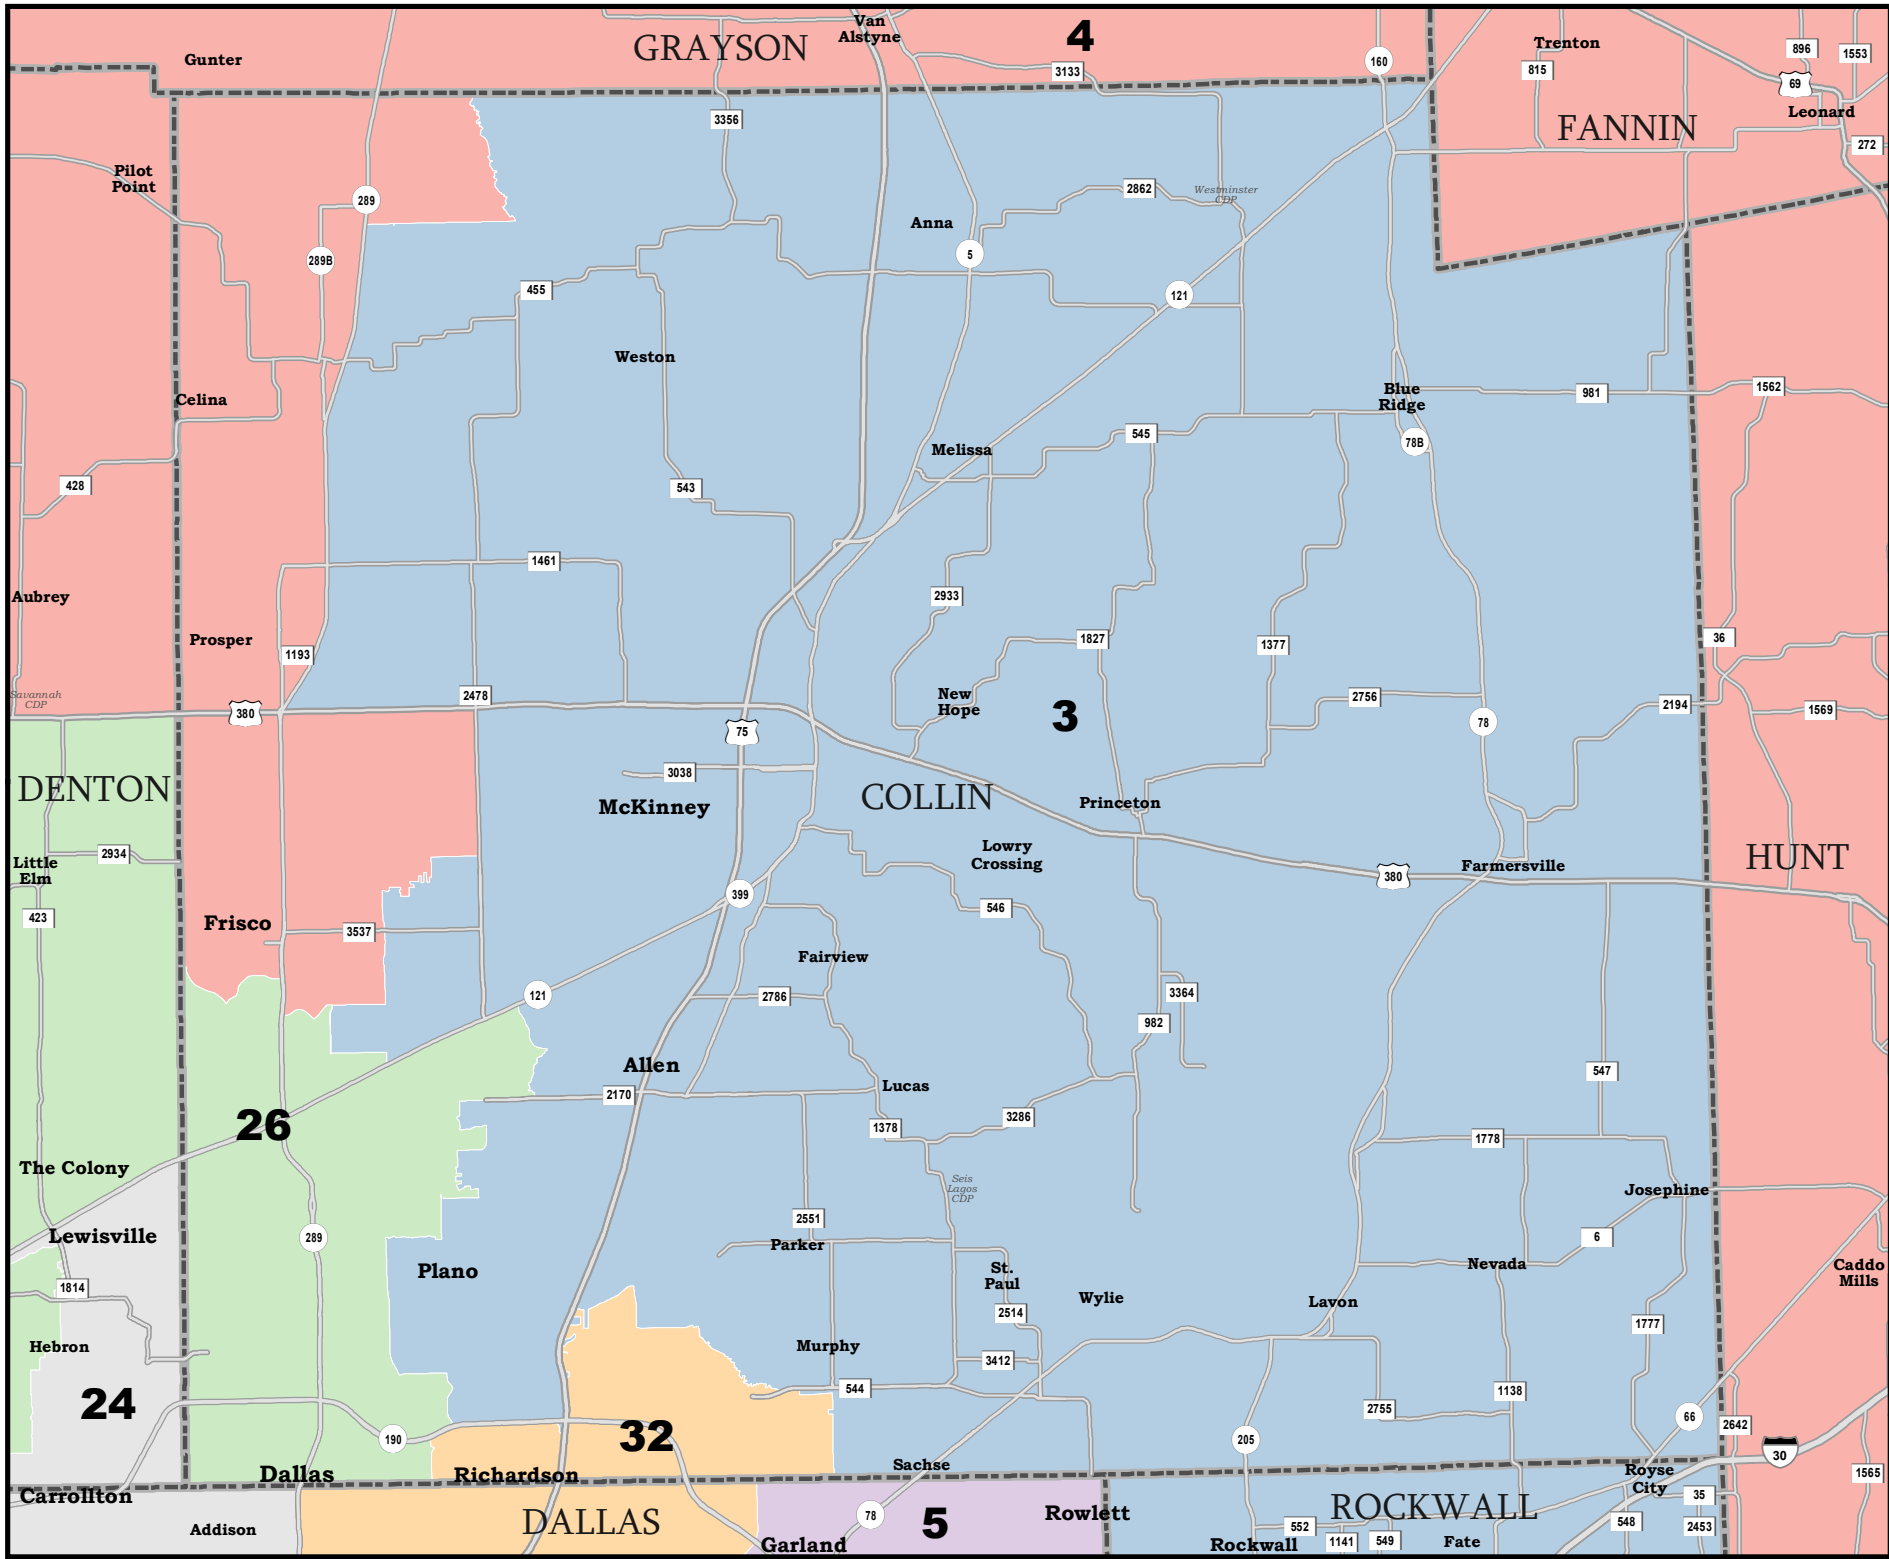 GRAYSON
Van
Alstyne
4
3133
160
Trenton
815
896
1553
69
Leonard
272
FANNIN
Gunter
3356
Pilot
Point
289
289B
2862
Westminster
CDP
Anna
5
121
455
Weston
Celina
Blue
Ridge
981
1562
78B
545
Melissa
428
543
1461
Aubrey
2933
Prosper
1193
1827
1377
36
Savannah
CDP
380
2478
75
New
Hope
3
2756
78
2194
1569
DENTON
3038
McKinney
COLLIN
Princeton
Lowry
Crossing
380
Farmersville
HUNT
2934
Little
Elm
423
Frisco
3537
399
546
Fairview
121
2786
3364
982
Allen
2170
Lucas
547
26
1378
3286
1778
The Colony
Seis
Lagos
CDP
Josephine
Lewisville
289
2551
Parker
6
1814
Plano
St.
Paul
Nevada
Caddo
Mills
2514
Wylie
Lavon
1777
Hebron
Murphy
3412
24
544
2755
1138
190
32
205
66
2642
30
Dallas
Richardson
Sachse
Royse
City
1565
Carrollton
Addison
DALLAS
78
5
Rowlett
ROCKWALL
35
Garland
Rockwall
552
1141
549
Fate
548
2453